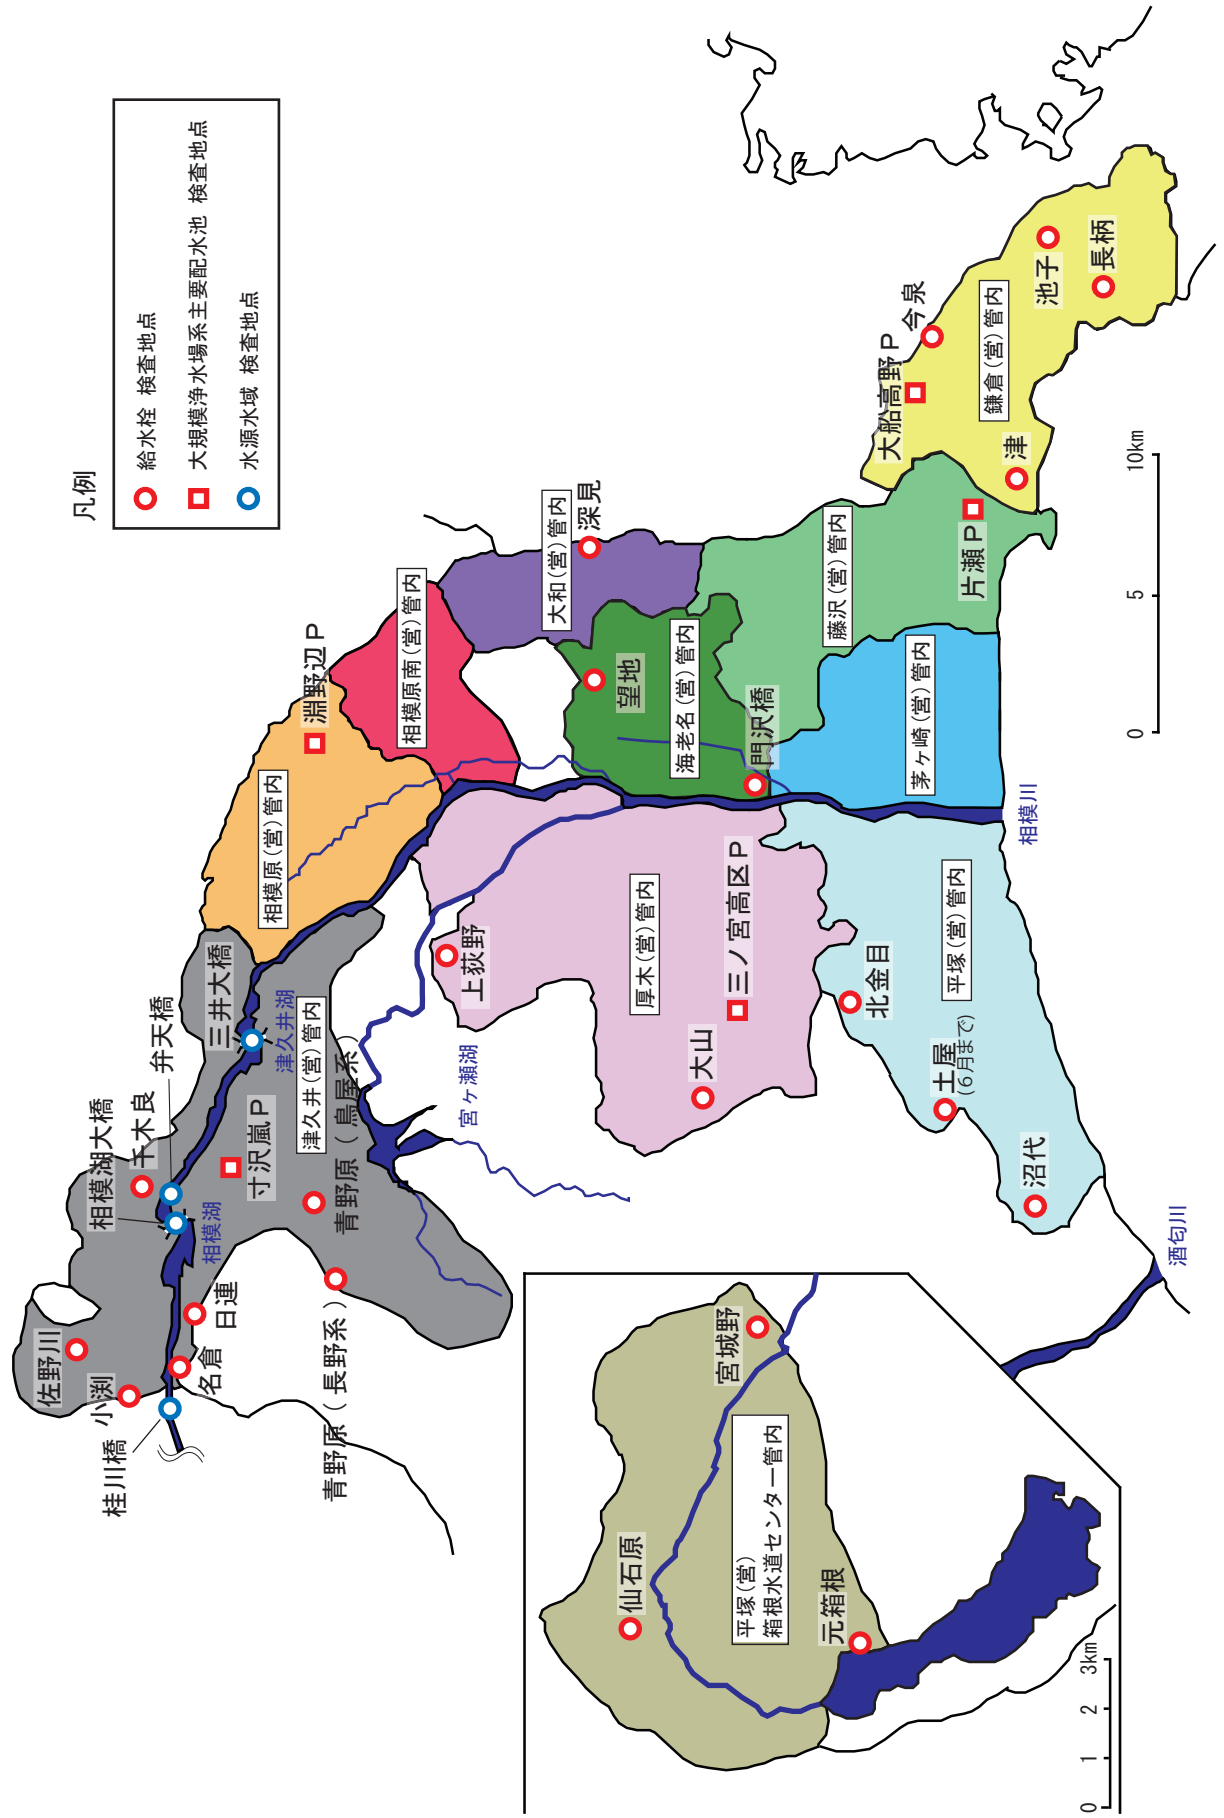 凡例
給水栓 検査地点
大規模浄水場系主要配水池 検査地点
水源水域 検査地点
佐野川
小渕
桂川橋
名倉
日連
相模湖大橋
千木良
弁天橋
相模湖
三井大橋
津久井湖
寸沢嵐P
津久井(営)管内
青野原(鳥屋系)
青野原(長野系)
宮ヶ瀬湖
相模原(営)管内
淵野辺P
相模原南(営)管内
大和(営)管内
深見
望地
海老名(営)管内
門沢橋
上荻野
厚木(営)管内
三ノ宮高区P
大山
藤沢(営)管内
片瀬P
茅ヶ崎(営)管内
相模川
大船高野P
今泉
鎌倉(営)管内
津
池子
長柄
北金目
平塚(営)管内
土屋
(6月まで)
沼代
酒匂川
0 5 10km
宮城野
仙石原
平塚(営)
箱根水道センター管内
元箱根
0 1 2 3km